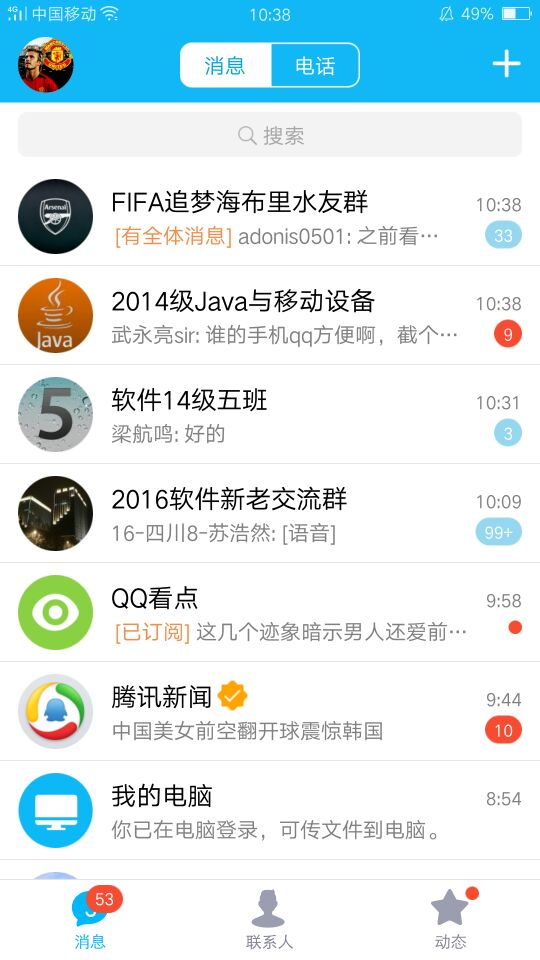 4G 中国移动 10:38 49%
消息 电话
搜索
Arsenal
FIFA追梦海布里水友群 10:38
[有全体消息] adonis0501: 之前看… 33
2014级Java与移动设备 10:38
Java 武永亮sir: 谁的手机qq方便啊，截个… 9
5 软件14级五班 10:31
梁航鸣: 好的 3
2016软件新老交流群 10:09
16-四川8-苏浩然: [语音] 99+
QQ看点 9:58
[已订阅] 这几个迹象暗示男人还爱前…
腾讯新闻 9:44
中国美女前空翻开球震惊韩国 10
我的电脑 8:54
你已在电脑登录，可传文件到电脑。
53
消息 联系人 动态